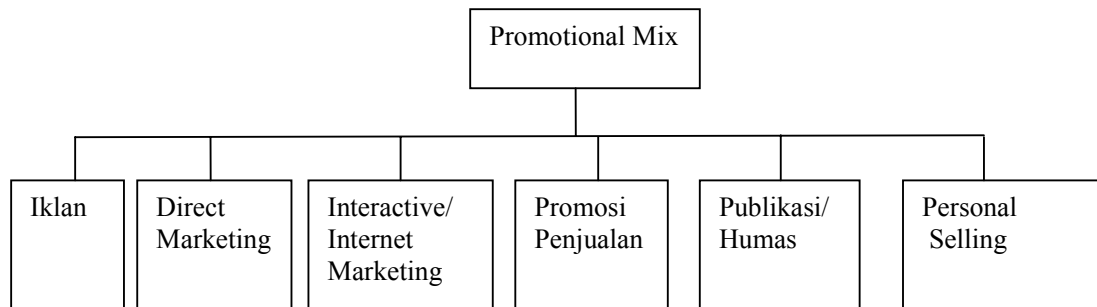 Promotional Mix
Iklan
Direct
Marketing
Interactive/
Internet
Marketing
Promosi
Penjualan
Publikasi/
Humas
Personal
Selling